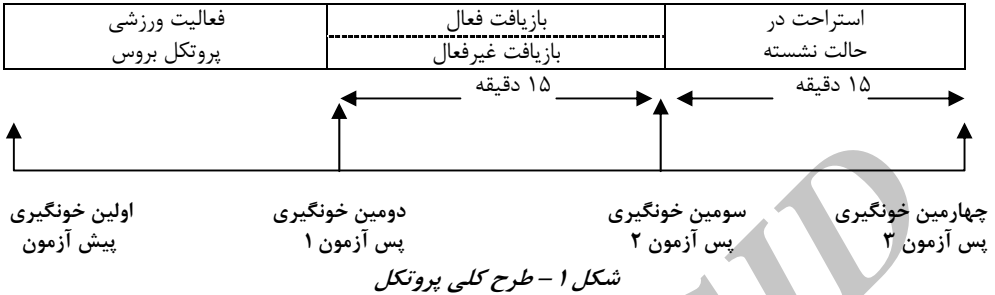 فعالیت ورزشی
پروتکل بروس
بازیافت فعال
بازیافت غیرفعال
استراحت در
حالت نشسته
۱۵ دقیقه
۱۵ دقیقه
اولین خونگیری
پیش آزمون
دومین خونگیری
پس آزمون ۱
سومین خونگیری
پس آزمون ۲
چهارمین خونگیری
پس آزمون ۳
شکل ۱ – طرح کلی پروتکل